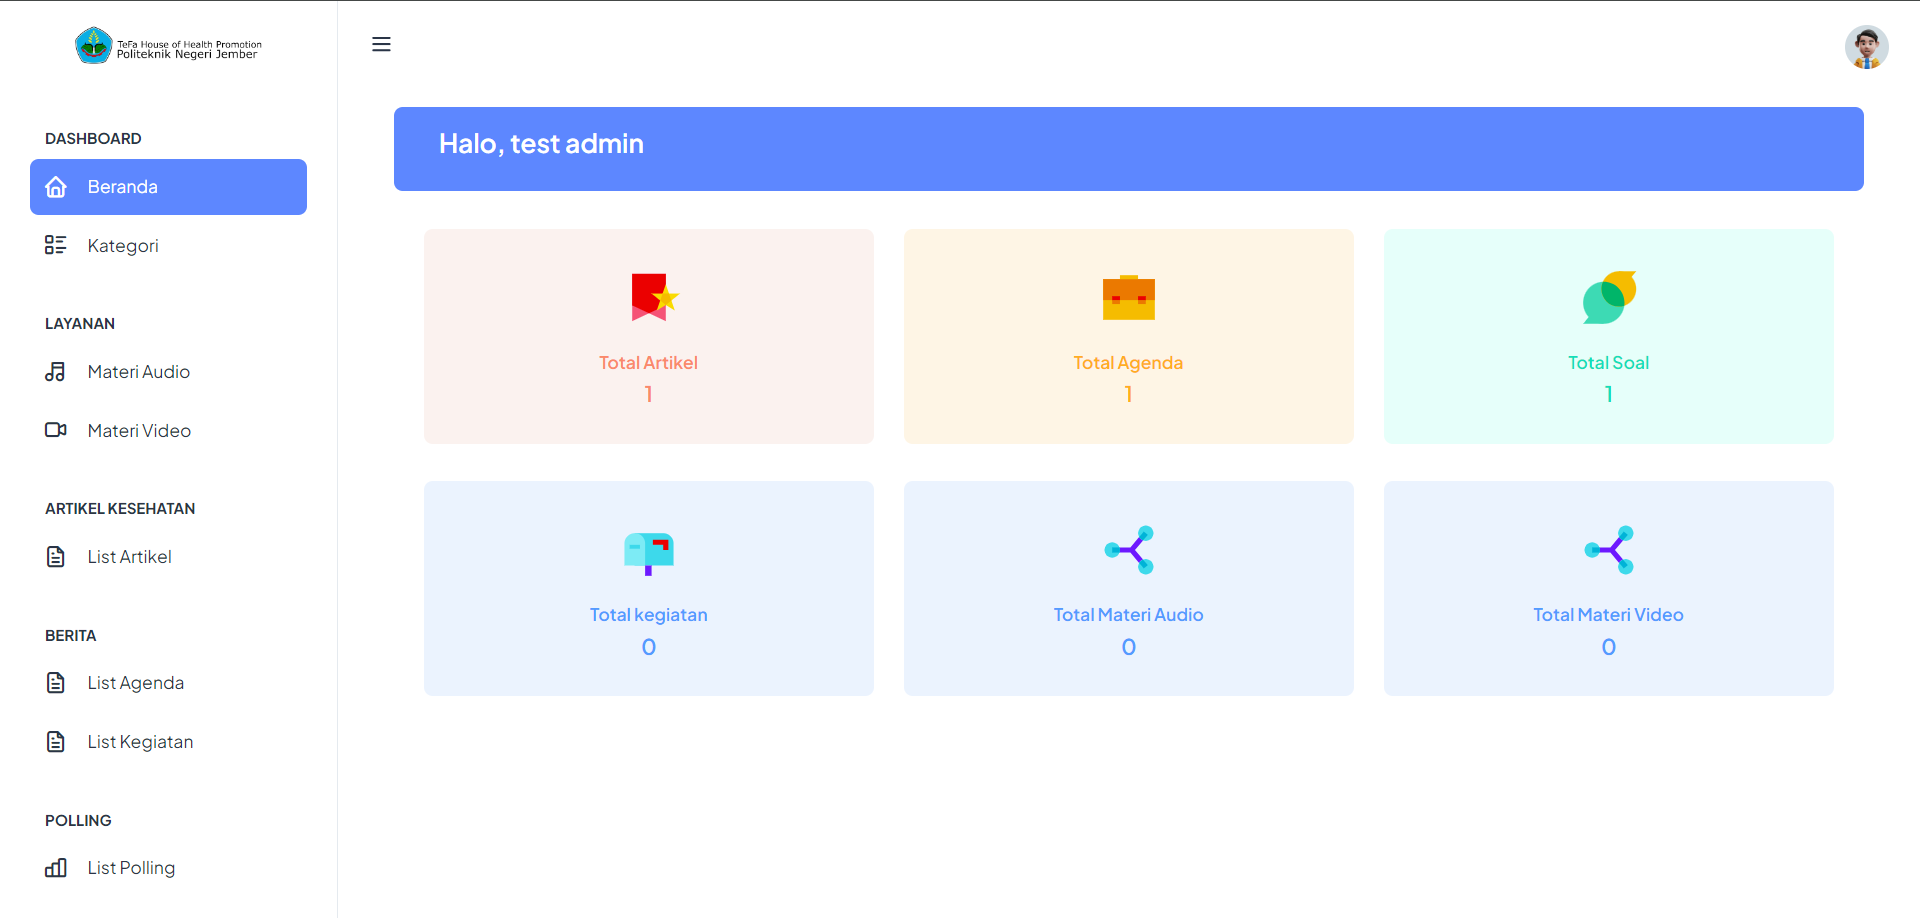 TeFa House of Health Promotion
Politeknik Negeri Jember
DASHBOARD
Beranda
Kategori
LAYANAN
Materi Audio
Materi Video
ARTIKEL KESEHATAN
List Artikel
BERITA
List Agenda
List Kegiatan
POLLING
List Polling
Halo, test admin
Total Artikel
1
Total Agenda
1
Total Soal
1
Total kegiatan
0
Total Materi Audio
0
Total Materi Video
0